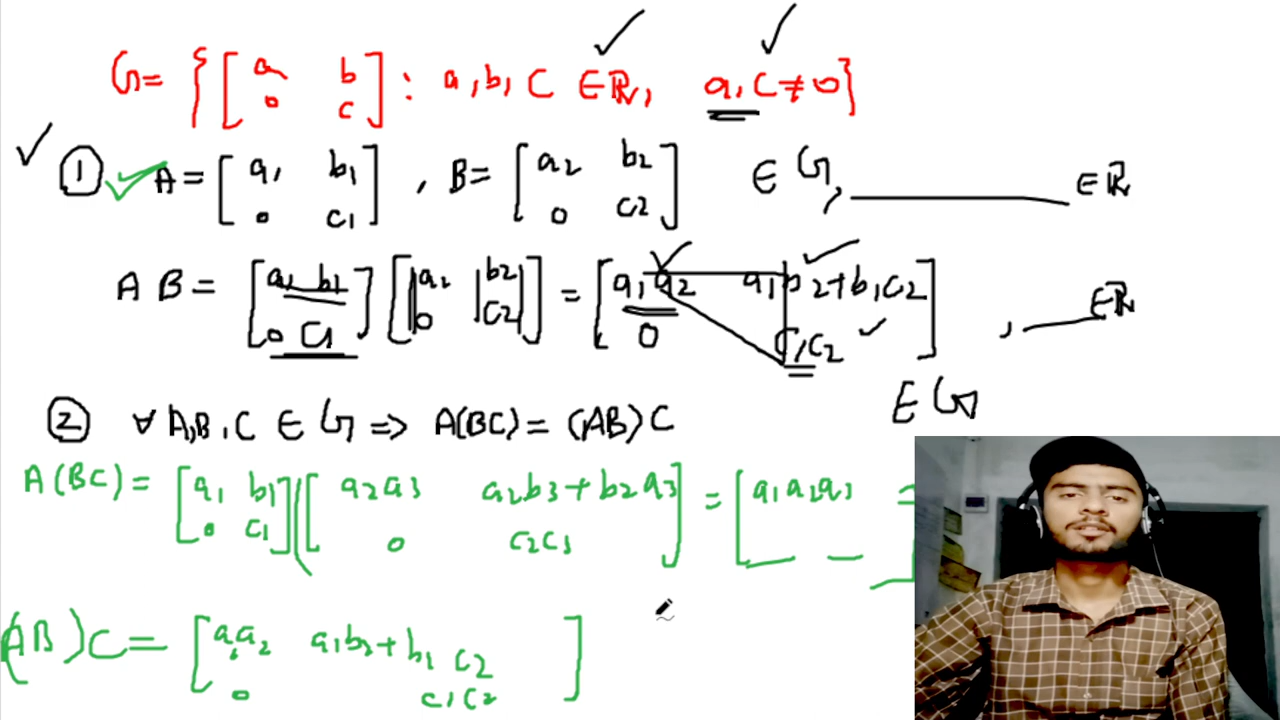 G = { [ a b ; 0 c ] : a, b, c ∈ ℝ, a, c ≠ 0 }
① A = [ a₁ b₁ ; 0 c₁ ] , B = [ a₂ b₂ ; 0 c₂ ] ∈ G, ∈ ℝ
AB = [ a₁ b₁ ; 0 c₁ ] [ a₂ b₂ ; 0 c₂ ] = [ a₁a₂ a₁b₂+b₁c₂ ; 0 c₁c₂ ] , ∈ ℝ
∈ G
② ∀ A, B, C ∈ G ⇒ A(BC) = (AB)C
A(BC) = [ a₁ b₁ ; 0 c₁ ] ( [ a₂a₃ a₂b₃+b₂a₃ ; 0 c₂c₃ ] = [ a₁a₂a₃
(AB)C = [ a₁a₂ a₁b₂+b₁c₂ ; 0 c₁c₂ ]